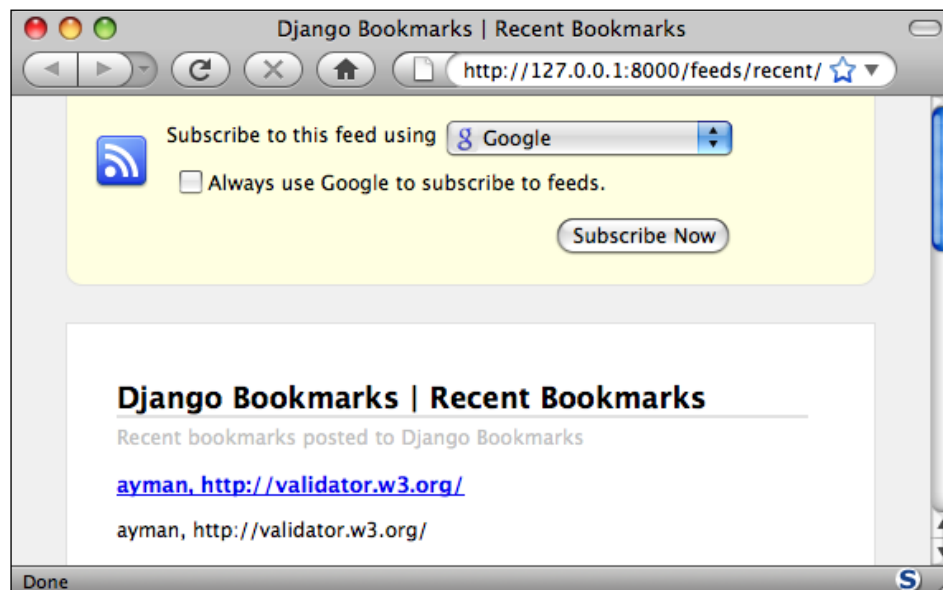 Django Bookmarks | Recent Bookmarks
http://127.0.0.1:8000/feeds/recent/
Subscribe to this feed using
Google
Always use Google to subscribe to feeds.
Subscribe Now
Django Bookmarks | Recent Bookmarks
Recent bookmarks posted to Django Bookmarks
ayman, http://validator.w3.org/
ayman, http://validator.w3.org/
Done
S